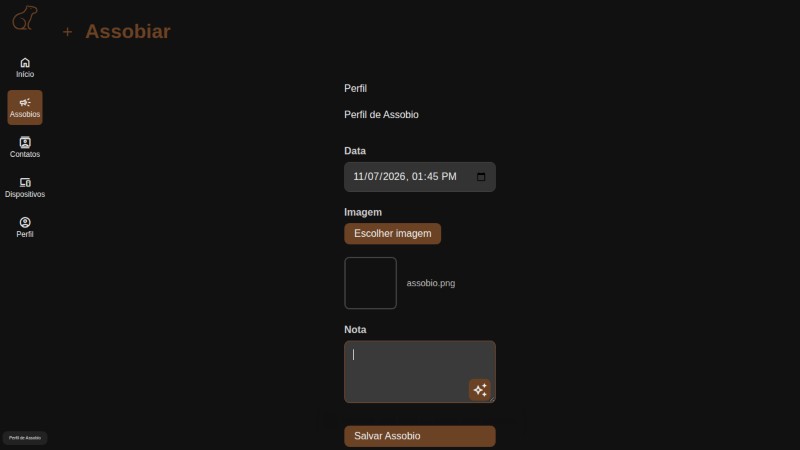 + Assobiar
Início
Assobios
Contatos
Dispositivos
Perfil
Perfil
Perfil de Assobio
Data
11/07/2026, 01:45 PM
Imagem
Escolher imagem
assobio.png
Nota
Salvar Assobio
Perfil de Assobio